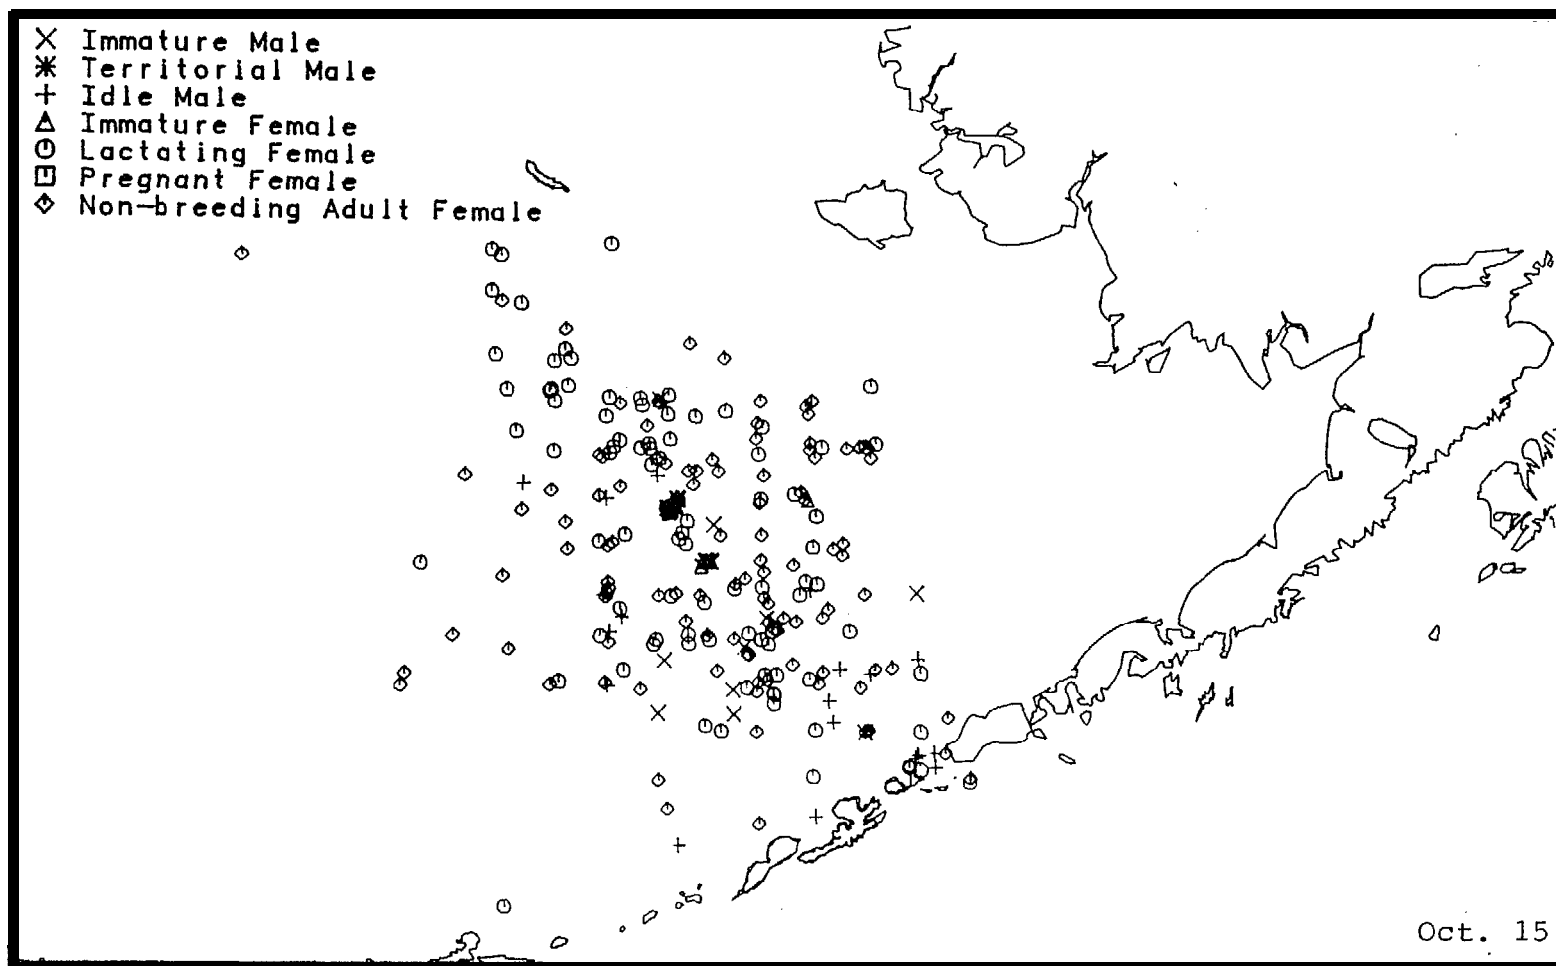 Immature Male
Territorial Male
Idle Male
Immature Female
Lactating Female
Pregnant Female
Non-breeding Adult Female
Oct. 15